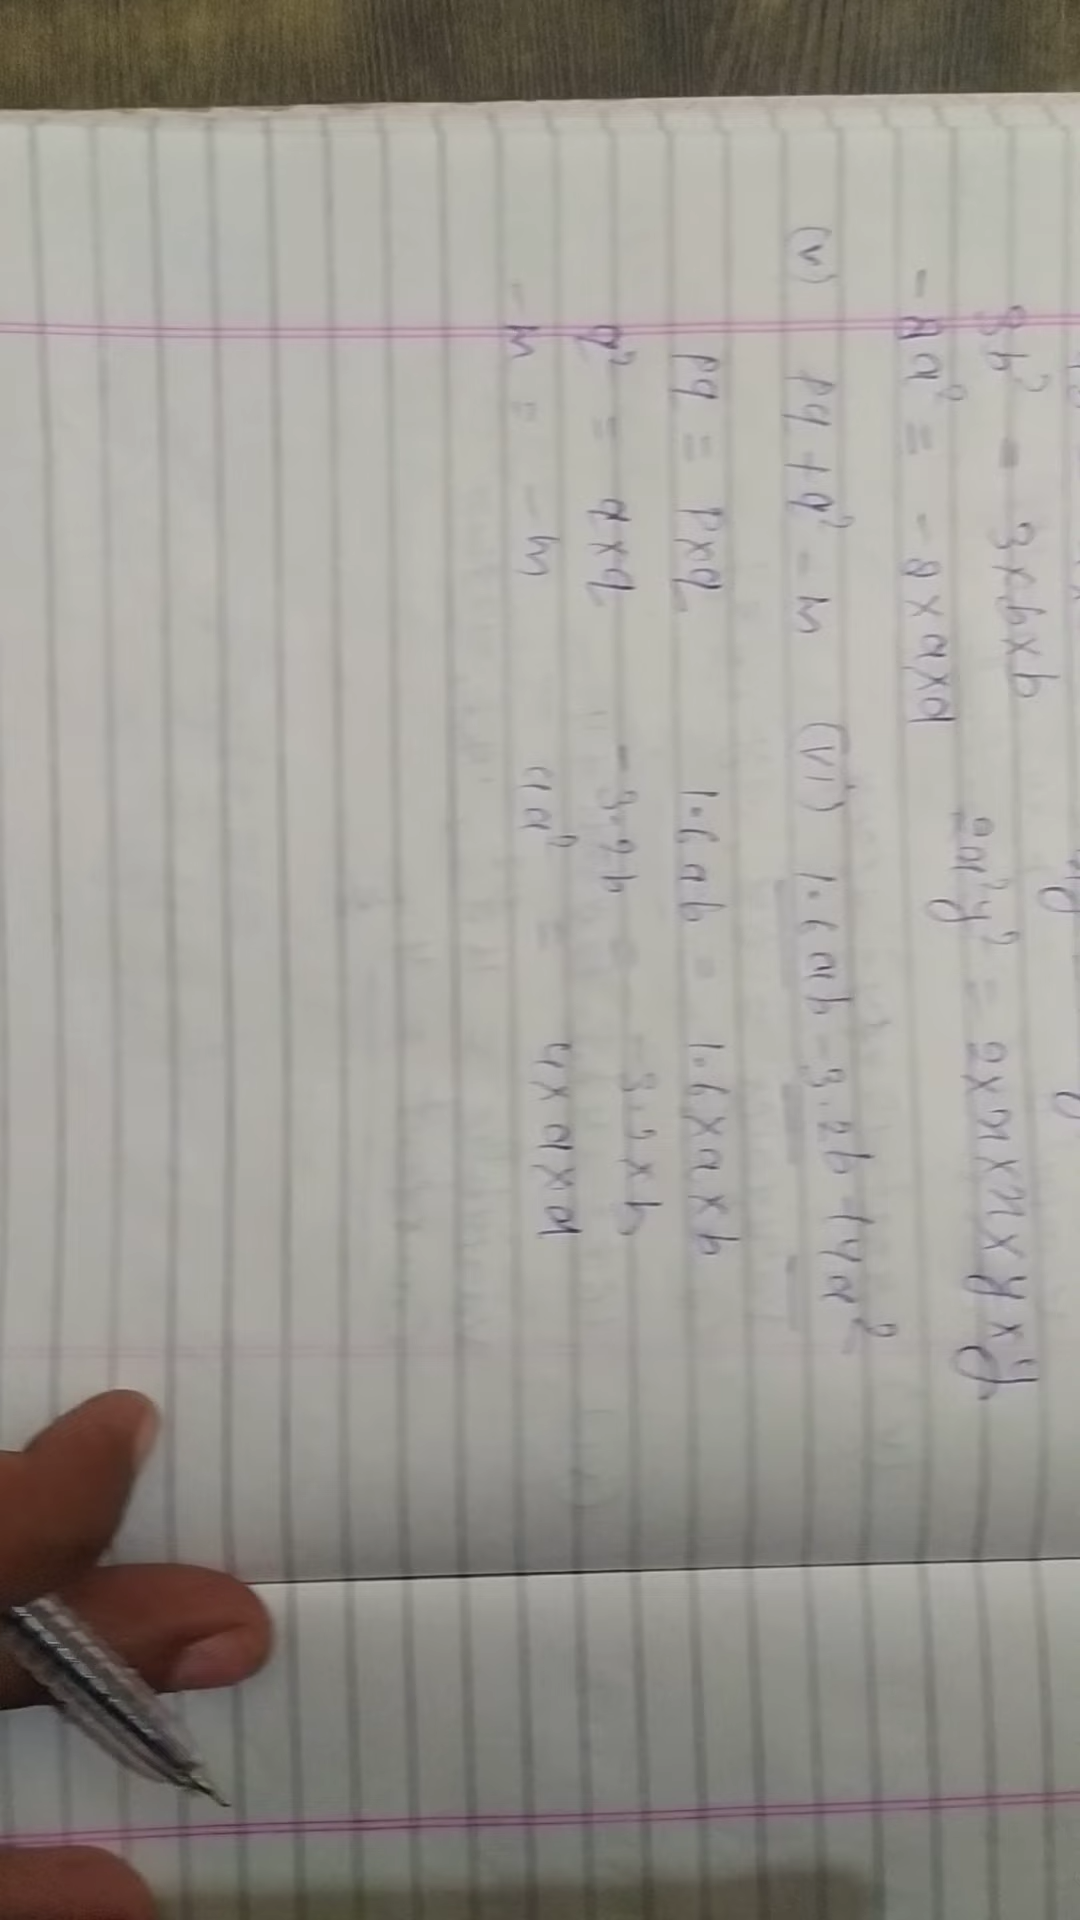 3b² = 3×b×b
-8a² = -8×a×a
2x²y² = 2×x×x×y×y
(v) pq + q² - n (vi) 1.6ab - 3.2b + 4a²
pq = p×q 1.6ab = 1.6×a×b
q² = q×q -3.2b = -3.2×b
-n = -n 4a² = 4×a×a